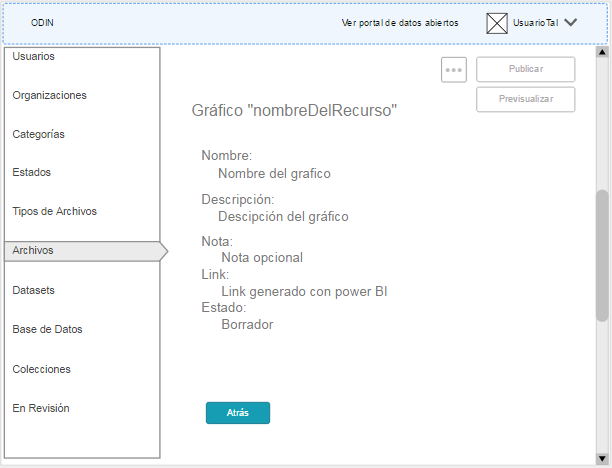 ODIN
Ver portal de datos abiertos
UsuarioTal
Usuarios
Organizaciones
Categorías
Estados
Tipos de Archivos
Archivos
Datasets
Base de Datos
Colecciones
En Revisión
Publicar
Previsualizar
Gráfico "nombreDelRecurso"
Nombre:
Nombre del grafico
Descripción:
Descipción del gráfico
Nota:
Nota opcional
Link:
Link generado con power BI
Estado:
Borrador
Atrás